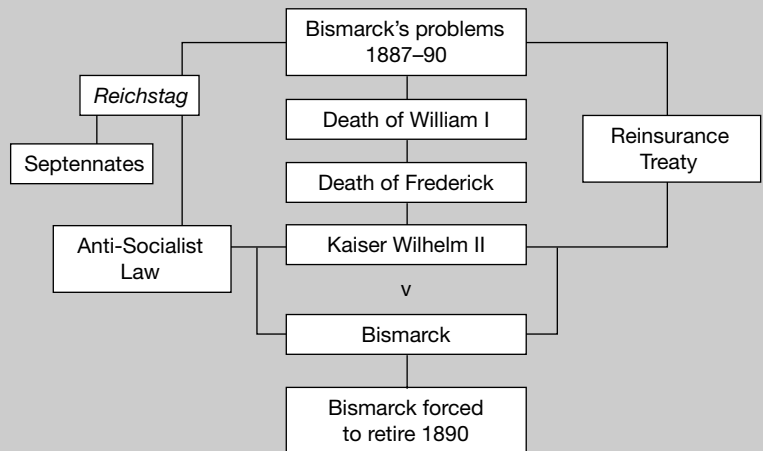 Bismarck's problems
1887–90
Reichstag
Septennates
Death of William I
Reinsurance
Treaty
Death of Frederick
Anti-Socialist
Law
Kaiser Wilhelm II
v
Bismarck
Bismarck forced
to retire 1890